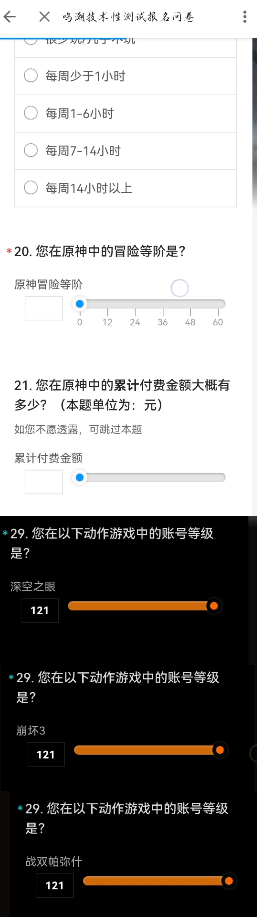 鸣潮技术性测试报名问卷
很少玩/几乎不玩
每周少于1小时
每周1-6小时
每周7-14小时
每周14小时以上
* 20. 您在原神中的冒险等阶是?
原神冒险等阶
0 12 24 36 48 60
21. 您在原神中的累计付费金额大概有
多少？（本题单位为：元）
如您不愿透露，可跳过本题
累计付费金额
* 29. 您在以下动作游戏中的账号等级
是?
深空之眼
121
* 29. 您在以下动作游戏中的账号等级
是?
崩坏3
121
* 29. 您在以下动作游戏中的账号等级
是?
战双帕弥什
121